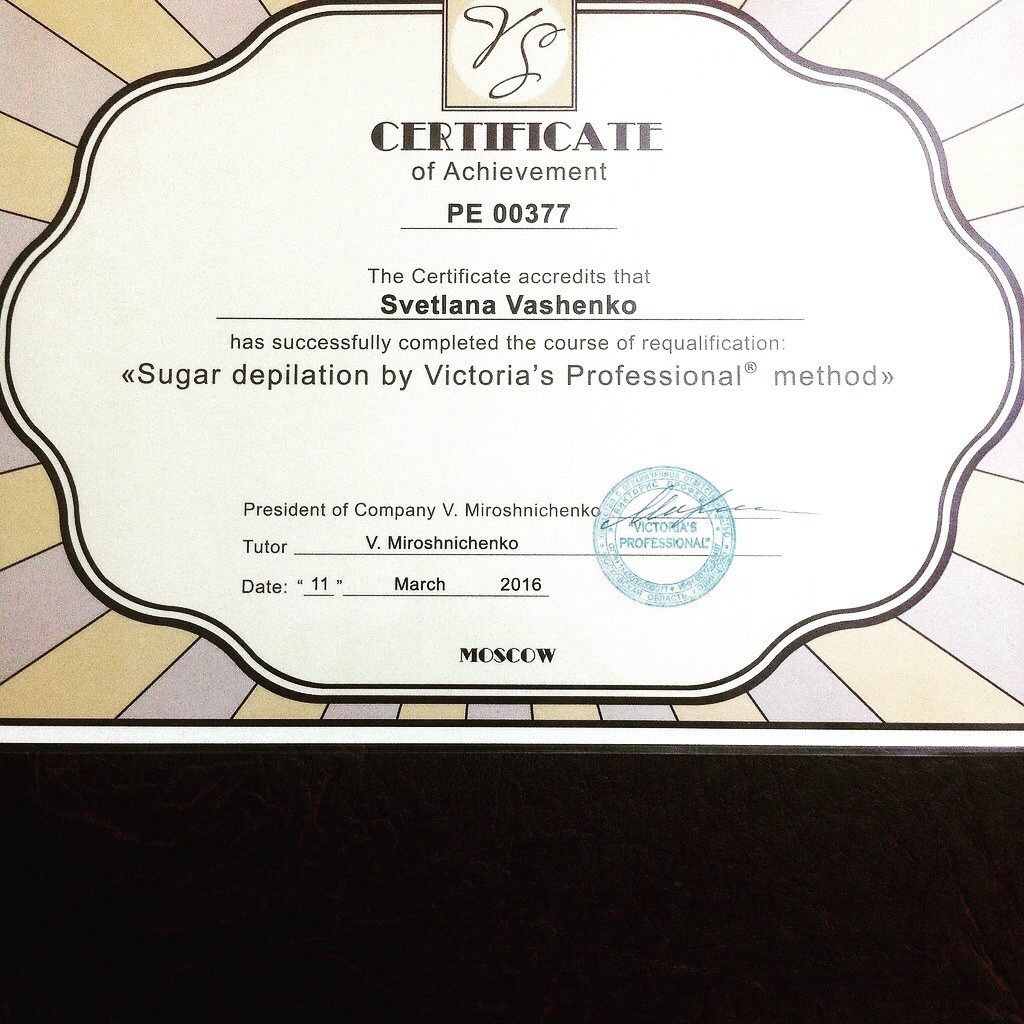 VS
CERTIFICATE
of Achievement
PE 00377
The Certificate accredits that
Svetlana Vashenko
has successfully completed the course of requalification:
«Sugar depilation by Victoria's Professional® method»
President of Company V. Miroshnichenko
Tutor V. Miroshnichenko
Date: “ 11 ” March 2016
"VICTORIA'S
PROFESSIONAL"
MOSCOW